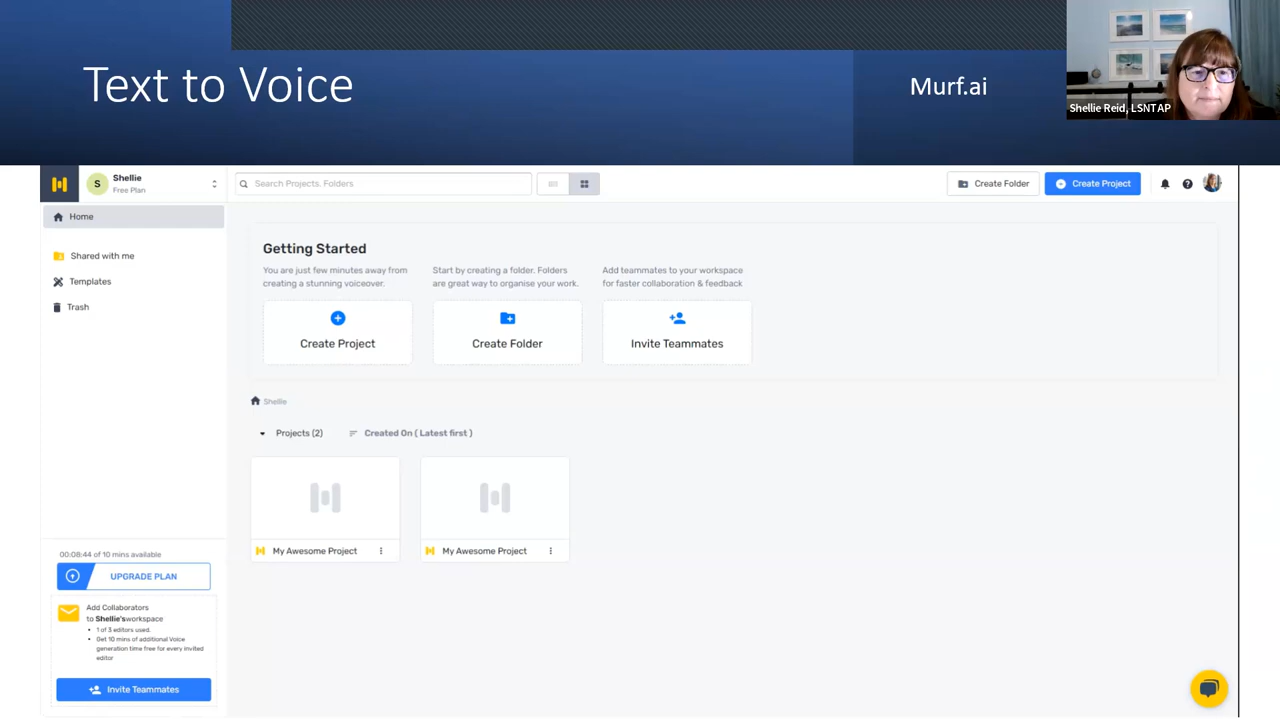 Text to Voice
Murf.ai
Shellie Reid, LSNTAP
S
Shellie
Free Plan
Search Projects. Folders
Create Folder
Create Project
Home
Shared with me
Templates
Trash
Getting Started
You are just few minutes away from
creating a stunning voiceover.
Create Project
Start by creating a folder. Folders
are great way to organise your work.
Create Folder
Add teammates to your workspace
for faster collaboration & feedback
Invite Teammates
Shellie
Projects (2)
Created On ( Latest first )
My Awesome Project
My Awesome Project
00:08:44 of 10 mins available
UPGRADE PLAN
Add Collaborators
to Shellie'sworkspace
• 1 of 3 editors used.
• Get 10 mins of additional Voice
generation time free for every invited
editor
Invite Teammates